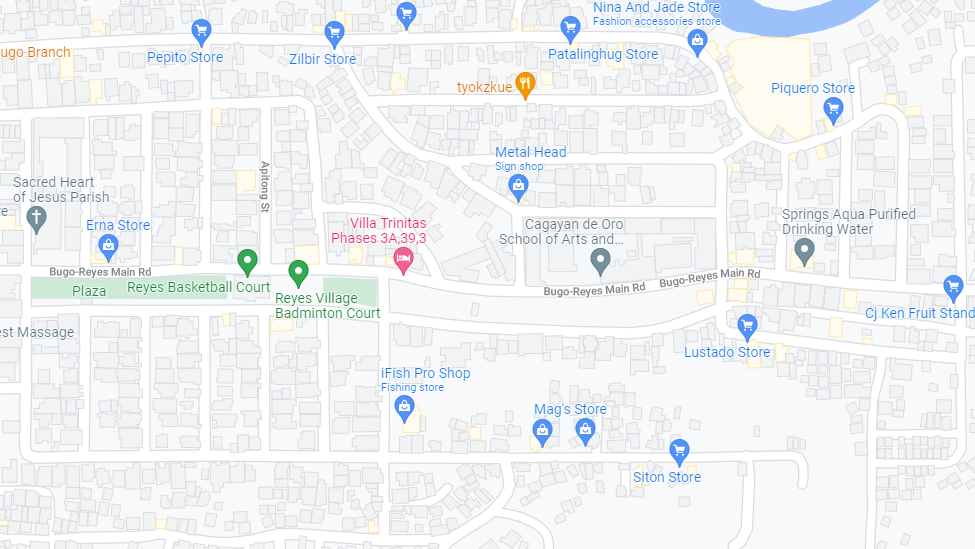 Nina And Jade Store
Fashion accessories store
Pepito Store
Zilbir Store
Patalinghug Store
ugo Branch
tyokzkue
Piquero Store
Metal Head
Sign shop
Apitong St
Sacred Heart
of Jesus Parish
re
Erna Store
Villa Trinitas
Phases 3A,39,3
Cagayan de Oro
School of Arts and...
Springs Aqua Purified
Drinking Water
Bugo-Reyes Main Rd
Bugo-Reyes Main Rd
Bugo-Reyes Main Rd
Plaza
Reyes Basketball Court
Reyes Village
Badminton Court
Cj Ken Fruit Stand
est Massage
Lustado Store
iFish Pro Shop
Fishing store
Mag's Store
Siton Store